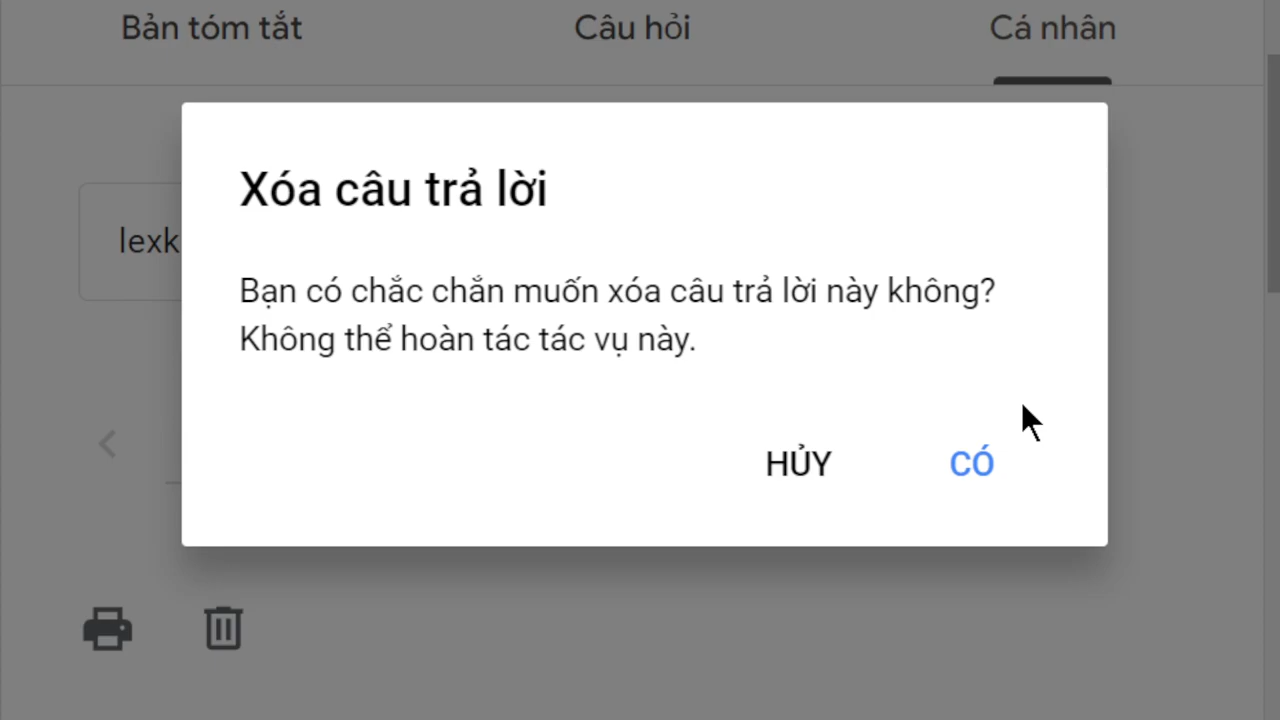 Bản tóm tắt Câu hỏi Cá nhân
Xóa câu trả lời
lexk
Bạn có chắc chắn muốn xóa câu trả lời này không?
Không thể hoàn tác tác vụ này.
HỦY CÓ